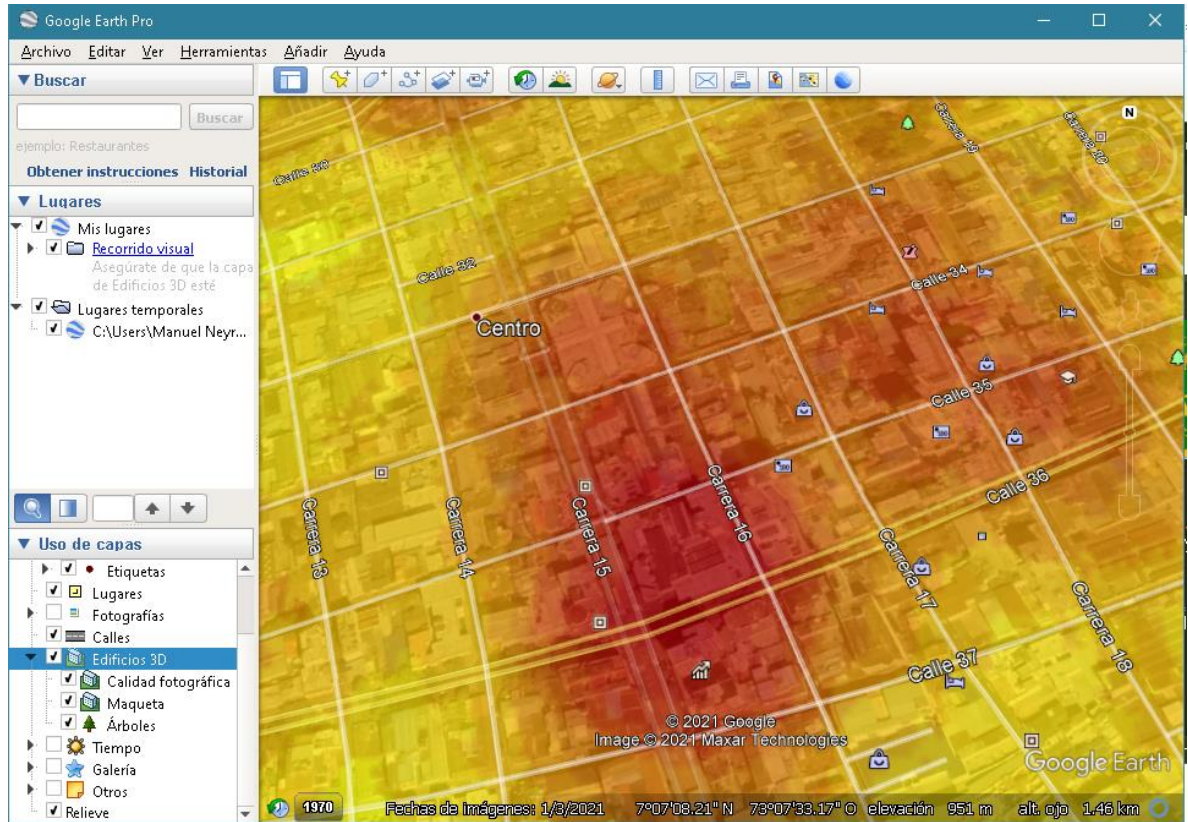 Google Earth Pro
Archivo Editar Ver Herramientas Añadir Ayuda
Buscar
Buscar
ejemplo: Restaurantes
Obtener instrucciones Historial
Lugares
Mis lugares
Recorrido visual
Asegúrate de que la capa
de Edificios 3D esté
Lugares temporales
C:\Users\Manuel Neyr...
Uso de capas
Etiquetas
Lugares
Fotografías
Calles
Edificios 3D
Calidad fotográfica
Maqueta
Árboles
Tiempo
Galería
Otros
Relieve
N
Carrera 19
Carrera 20
Calle 30
Calle 32
Calle 34
Centro
Calle 35
Calle 36
Carrera 13
Carrera 14
Carrera 15
Carrera 16
Carrera 17
Carrera 18
Calle 37
© 2021 Google
Image © 2021 Maxar Technologies
Google Earth
1970 Fechas de imágenes: 1/3/2021 7°07'08.21" N 73°07'33.17" O elevación 951 m alt. ojo 1.46 km